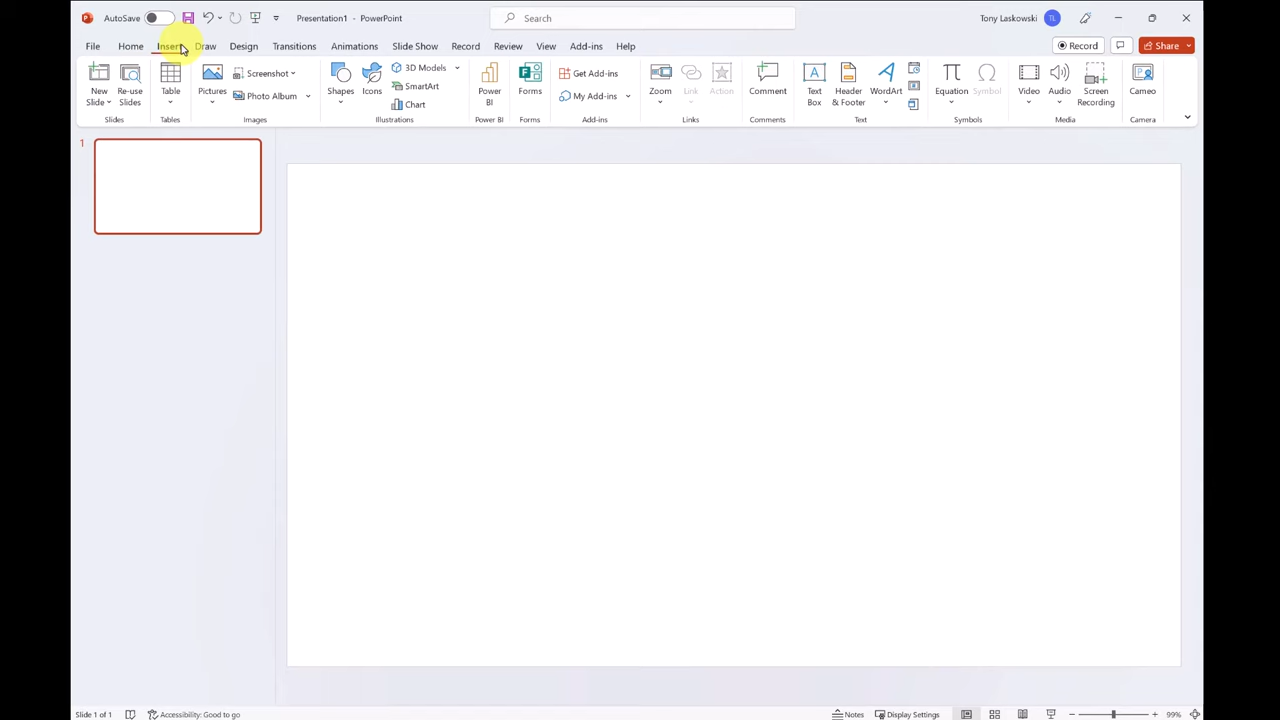 AutoSave
Presentation1 - PowerPoint
Search
Tony Laskowski
TL
File Home Insert Draw Design Transitions Animations Slide Show Record Review View Add-ins Help
Record
Share
New Slide
Re-use Slides
Slides
Table
Tables
Pictures
Screenshot
Photo Album
Images
Shapes
Icons
3D Models
SmartArt
Chart
Illustrations
Power BI
Power BI
Forms
Forms
Get Add-ins
My Add-ins
Add-ins
Zoom
Link
Action
Links
Comment
Comments
Text Box
Header & Footer
WordArt
Text
Equation
Symbol
Symbols
Video
Audio
Screen Recording
Media
Cameo
Camera
1
Slide 1 of 1
Accessibility: Good to go
Notes
Display Settings
99%